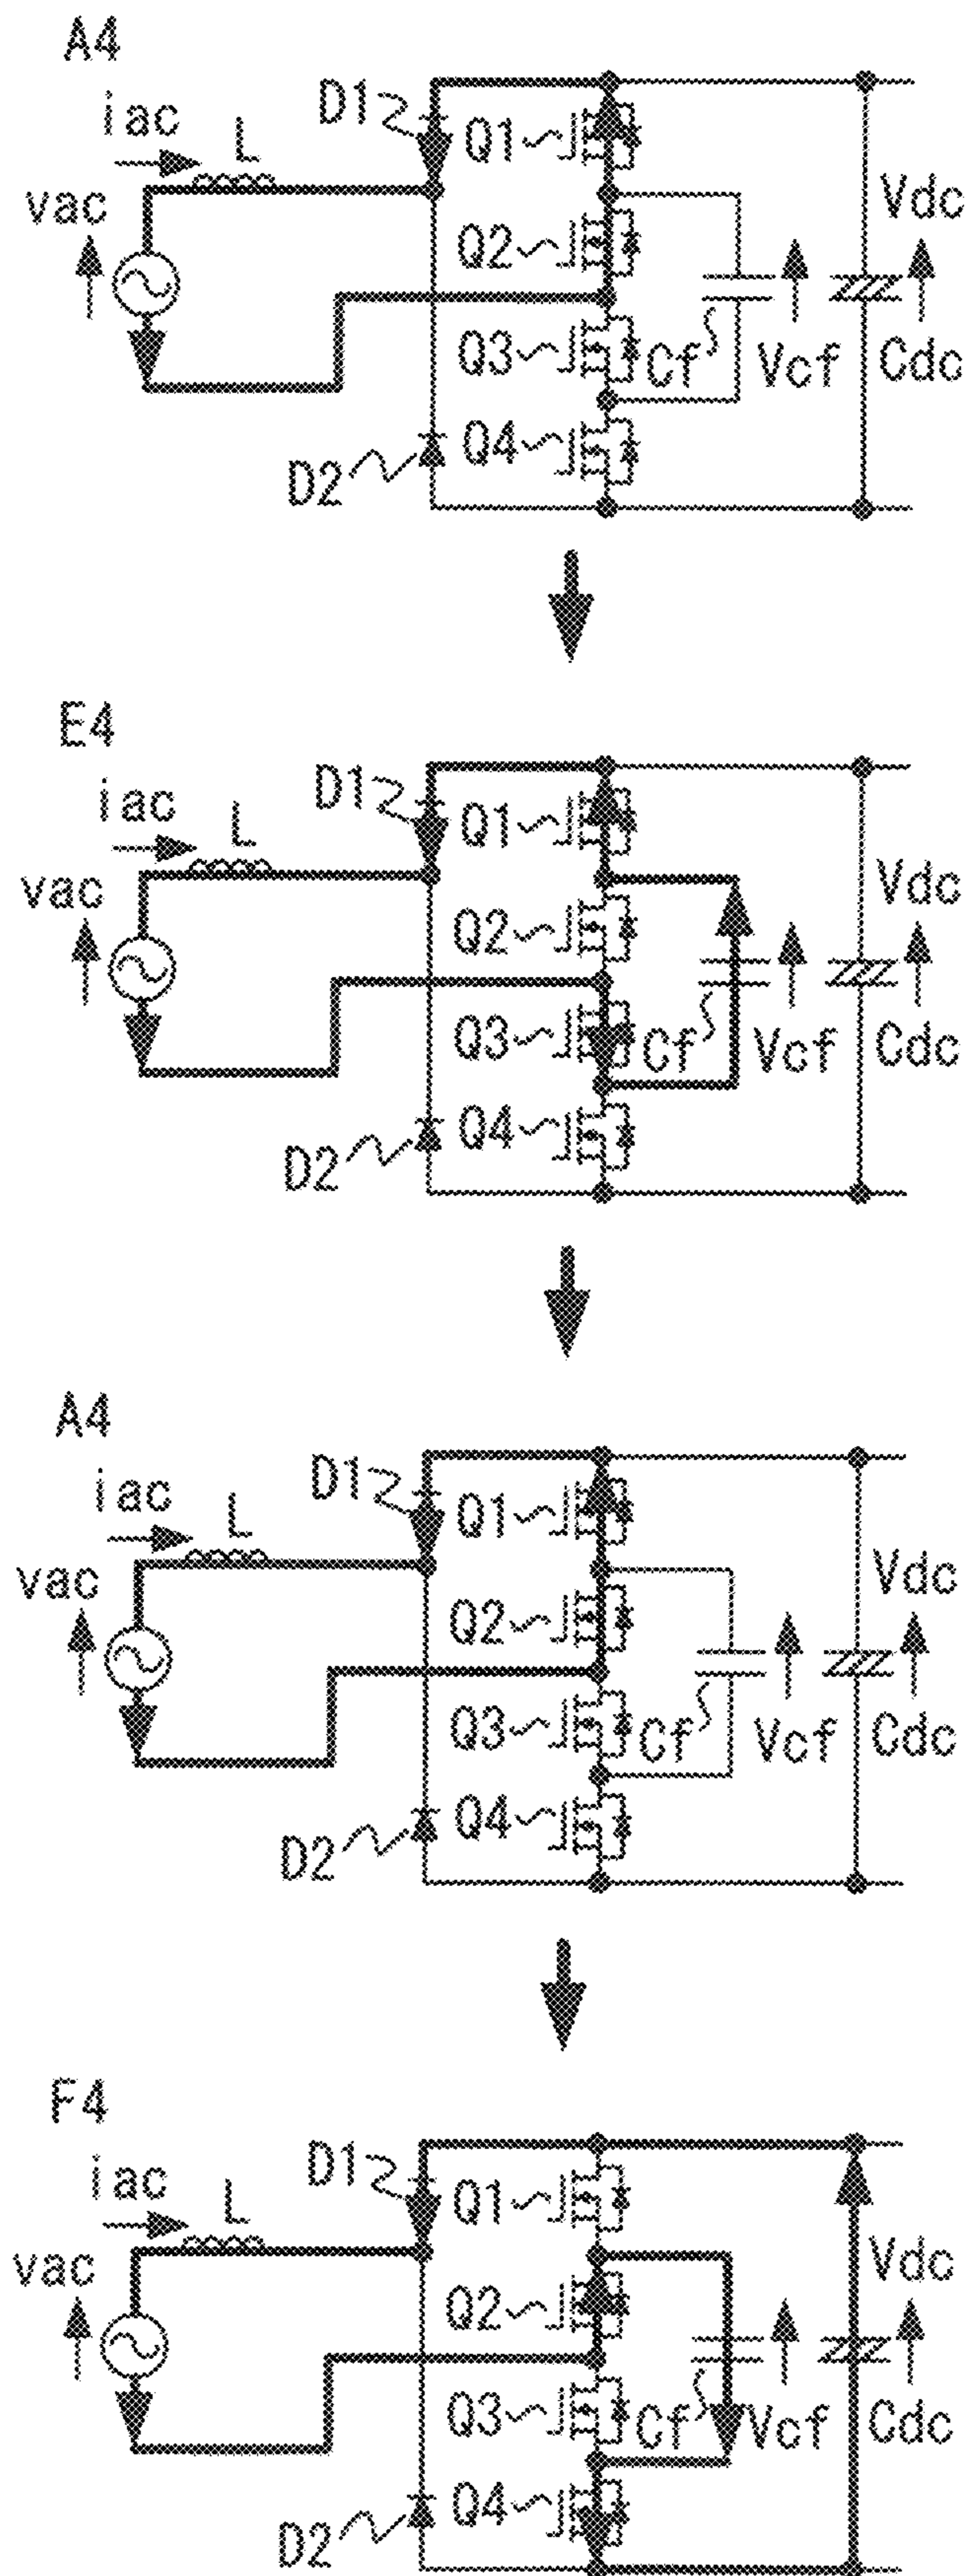 A4
D1
iac
L
Q1
vac
Vdc
Q2
Q3
Cf
Vcf
Cdc
Q4
D2
E4
D1
iac
L
Q1
vac
Vdc
Q2
Q3
Cf
Vcf
Cdc
Q4
D2
A4
D1
iac
L
Q1
vac
Vdc
Q2
Q3
Cf
Vcf
Cdc
Q4
D2
F4
D1
iac
L
Q1
vac
Vdc
Q2
Q3
Cf
Vcf
Cdc
Q4
D2